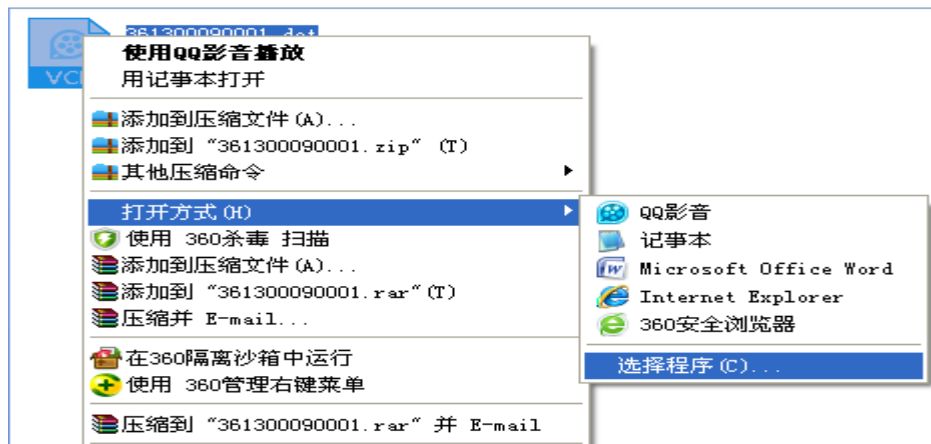 361300090001.dat
VCD
使用QQ影音播放
用记事本打开
添加到压缩文件(A)...
添加到 "361300090001.zip" (T)
其他压缩命令
打开方式(H)
使用 360杀毒 扫描
添加到压缩文件(A)...
添加到 "361300090001.rar"(T)
压缩并 E-mail...
在360隔离沙箱中运行
使用 360管理右键菜单
压缩到 "361300090001.rar" 并 E-mail
QQ影音
记事本
Microsoft Office Word
Internet Explorer
360安全浏览器
选择程序(C)...